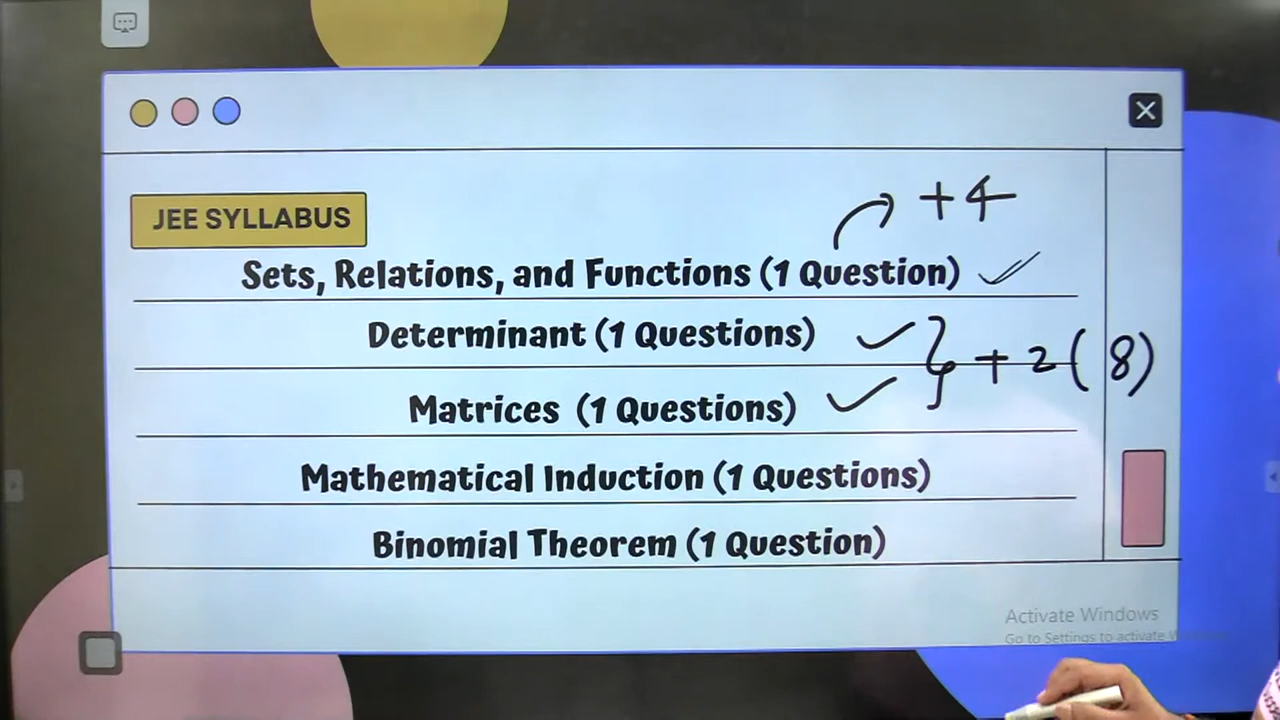 JEE SYLLABUS
+4
Sets, Relations, and Functions (1 Question)
Determinant (1 Questions)
+ 2 ( 8)
Matrices (1 Questions)
Mathematical Induction (1 Questions)
Binomial Theorem (1 Question)
Activate Windows
Go to Settings to activate